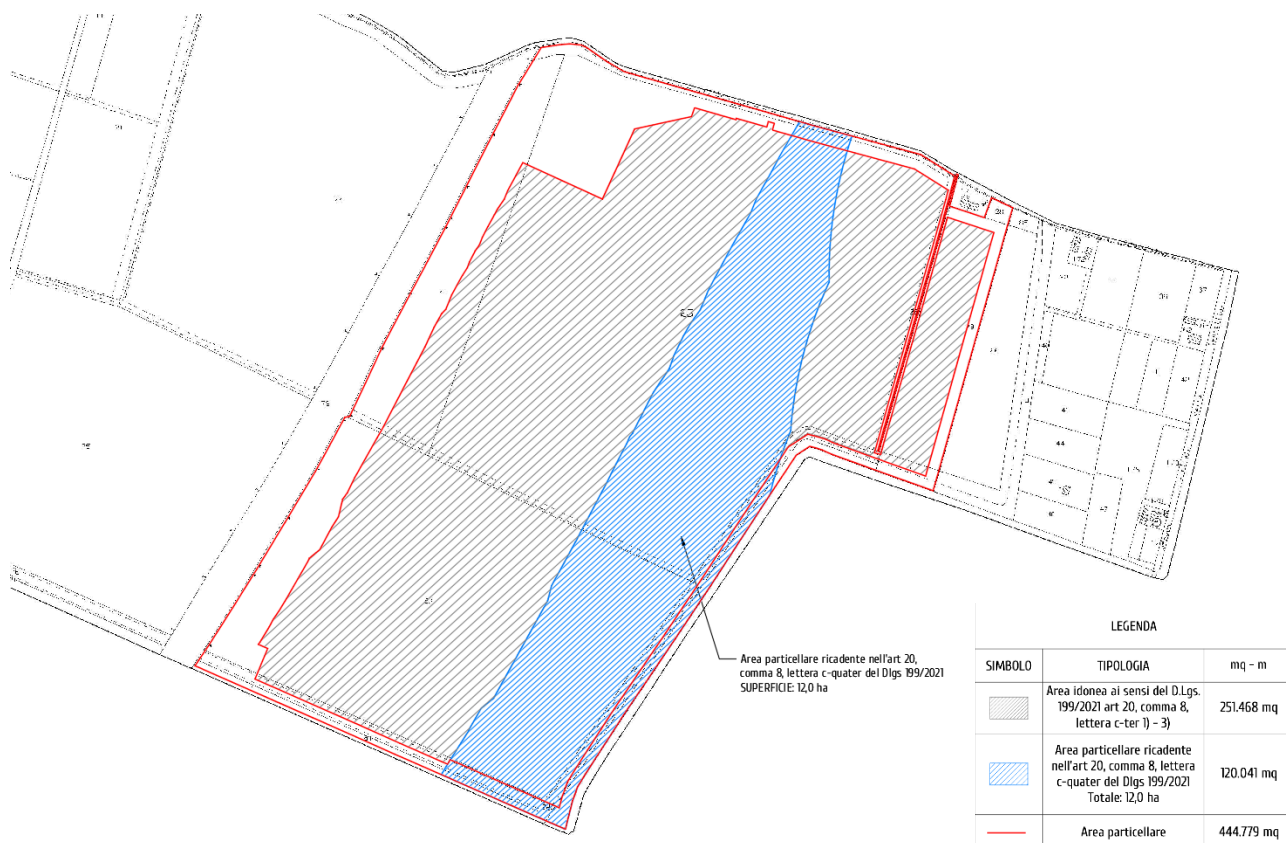 Area particellare ricadente nell'art 20,
comma 8, lettera c-quater del Dlgs 199/2021
SUPERFICIE: 12,0 ha
LEGENDA
SIMBOLO TIPOLOGIA mq - m
Area idonea ai sensi del D.Lgs.
199/2021 art 20, comma 8,
lettera c-ter 1) - 3)
251.468 mq
Area particellare ricadente
nell'art 20, comma 8, lettera
c-quater del Dlgs 199/2021
Totale: 12,0 ha
120.041 mq
Area particellare 444.779 mq
39
37
44